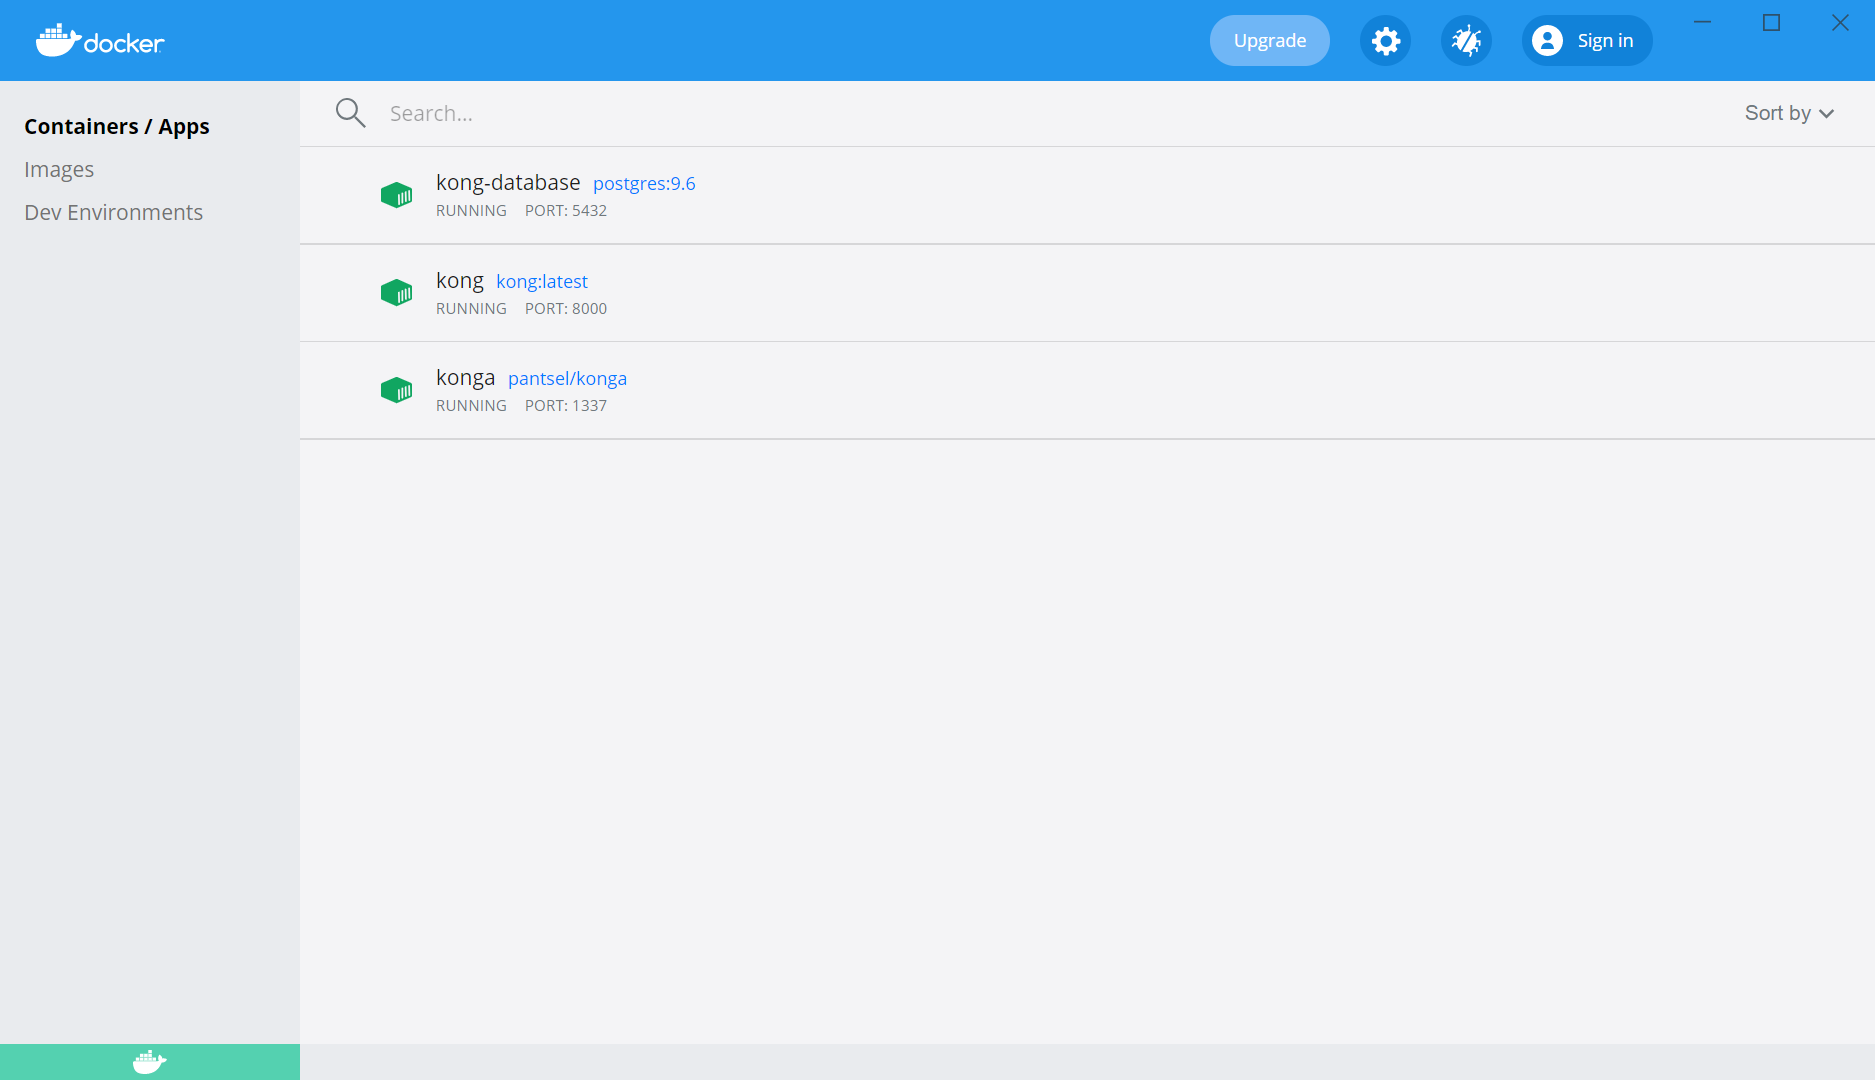 docker
Upgrade
Sign in
Containers / Apps
Images
Dev Environments
Search...
Sort by
kong-database postgres:9.6
RUNNING PORT: 5432
kong kong:latest
RUNNING PORT: 8000
konga pantsel/konga
RUNNING PORT: 1337